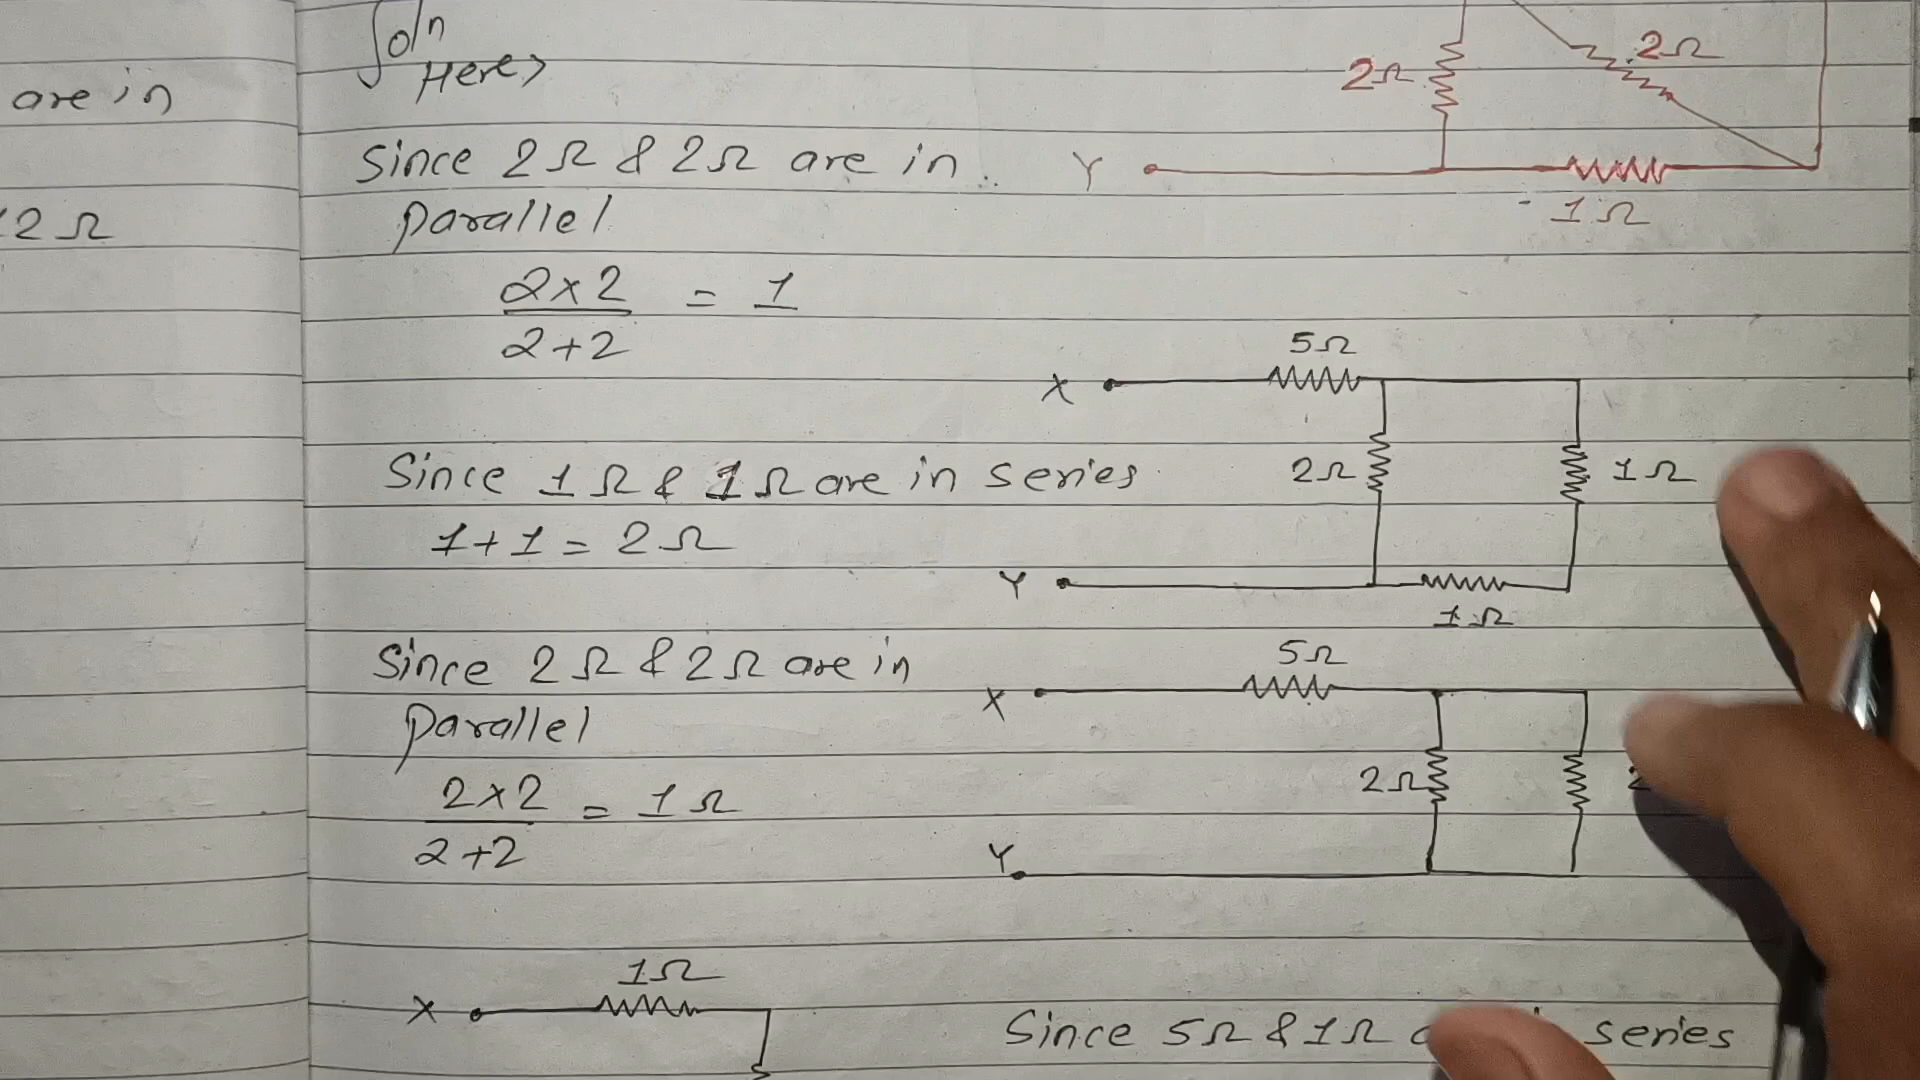 are in
2Ω
Soln
Here,
2Ω
2Ω
Since 2Ω & 2Ω are in
Y
parallel
1Ω
2×2 = 1
2+2
5Ω
X
Since 1Ω & 1Ω are in series
2Ω
1Ω
1+1 = 2Ω
Y
1Ω
Since 2Ω & 2Ω are in
5Ω
X
parallel
2Ω
2×2 = 1Ω
2+2
Y
1Ω
X
Since 5Ω & 1Ω
series